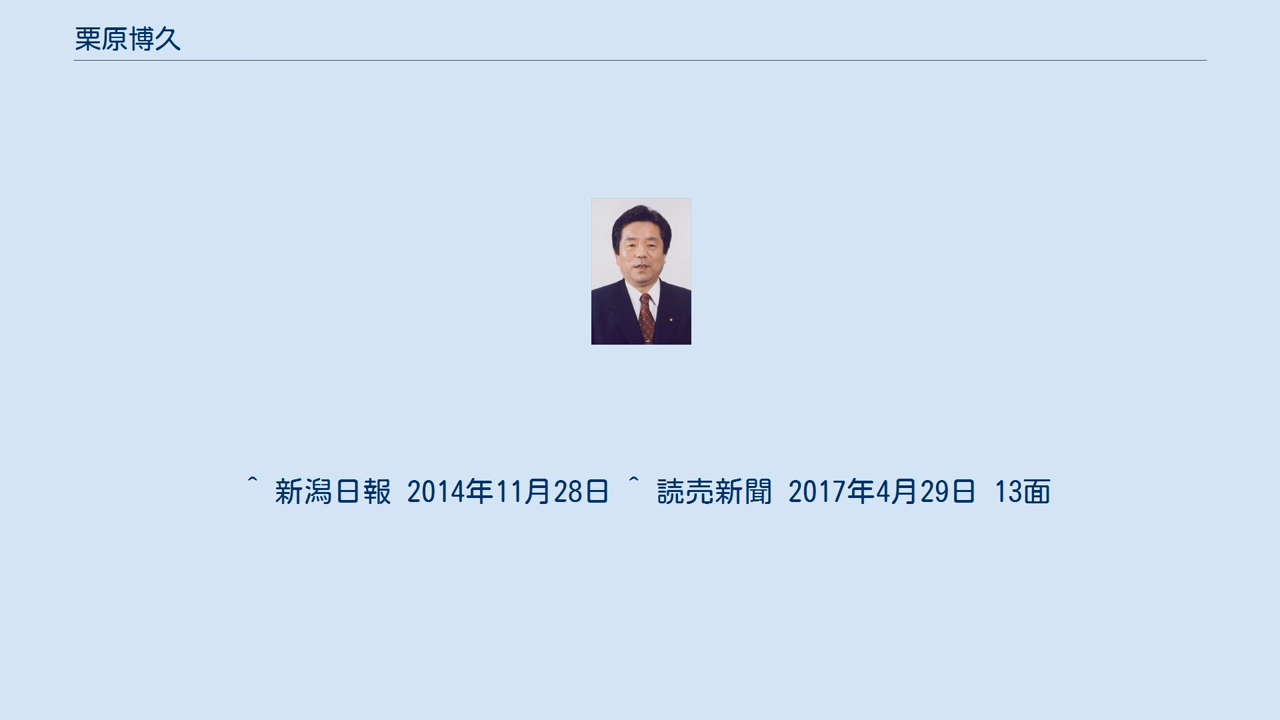 栗原博久
^ 新潟日報 2014年11月28日 ^ 読売新聞 2017年4月29日 13面